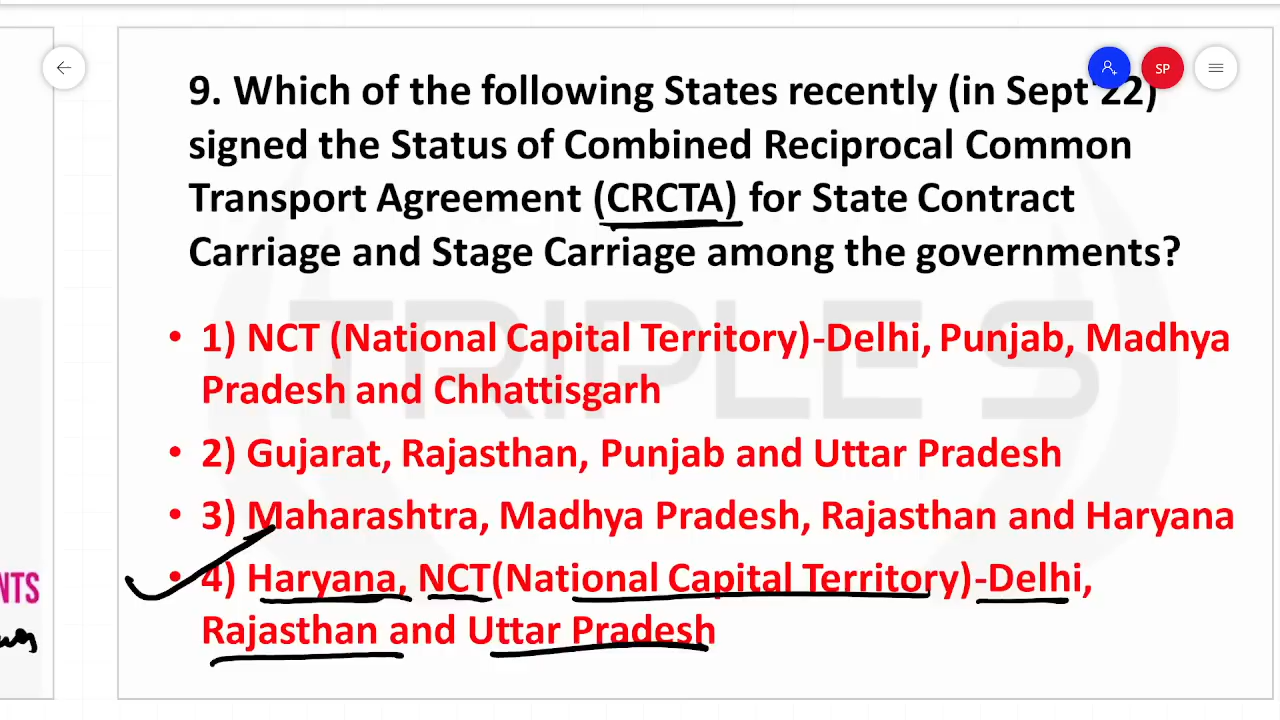 SP
9. Which of the following States recently (in Sept'22)
signed the Status of Combined Reciprocal Common
Transport Agreement (CRCTA) for State Contract
Carriage and Stage Carriage among the governments?
TRIPLE S
• 1) NCT (National Capital Territory)-Delhi, Punjab, Madhya
Pradesh and Chhattisgarh
• 2) Gujarat, Rajasthan, Punjab and Uttar Pradesh
• 3) Maharashtra, Madhya Pradesh, Rajasthan and Haryana
• 4) Haryana, NCT(National Capital Territory)-Delhi,
Rajasthan and Uttar Pradesh
NTS